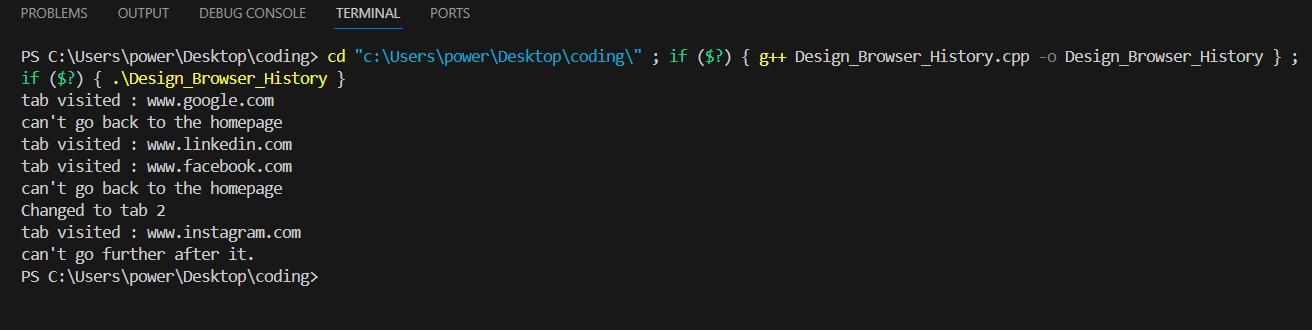 PROBLEMS OUTPUT DEBUG CONSOLE TERMINAL PORTS
PS C:\Users\power\Desktop\coding> cd "c:\Users\power\Desktop\coding\" ; if ($?) { g++ Design_Browser_History.cpp -o Design_Browser_History } ;
if ($?) { .\Design_Browser_History }
tab visited : www.google.com
can't go back to the homepage
tab visited : www.linkedin.com
tab visited : www.facebook.com
can't go back to the homepage
Changed to tab 2
tab visited : www.instagram.com
can't go further after it.
PS C:\Users\power\Desktop\coding>